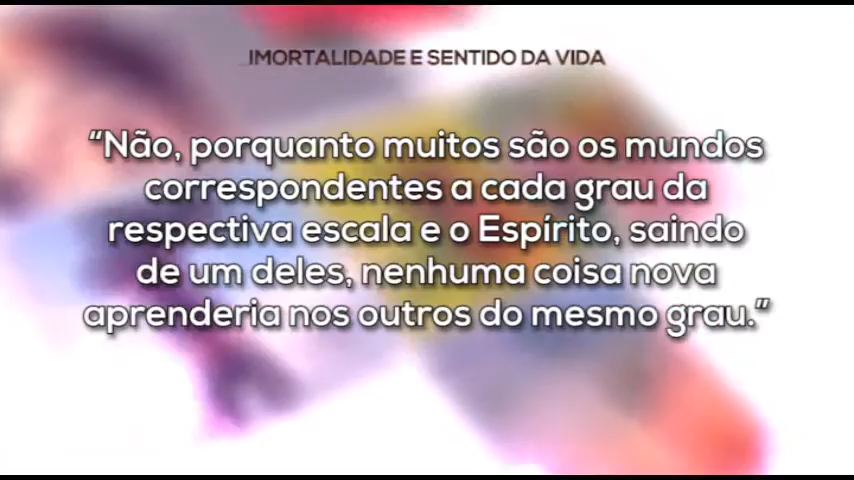 IMORTALIDADE E SENTIDO DA VIDA
“Não, porquanto muitos são os mundos
correspondentes a cada grau da
respectiva escala e o Espírito, saindo
de um deles, nenhuma coisa nova
aprenderia nos outros do mesmo grau.”